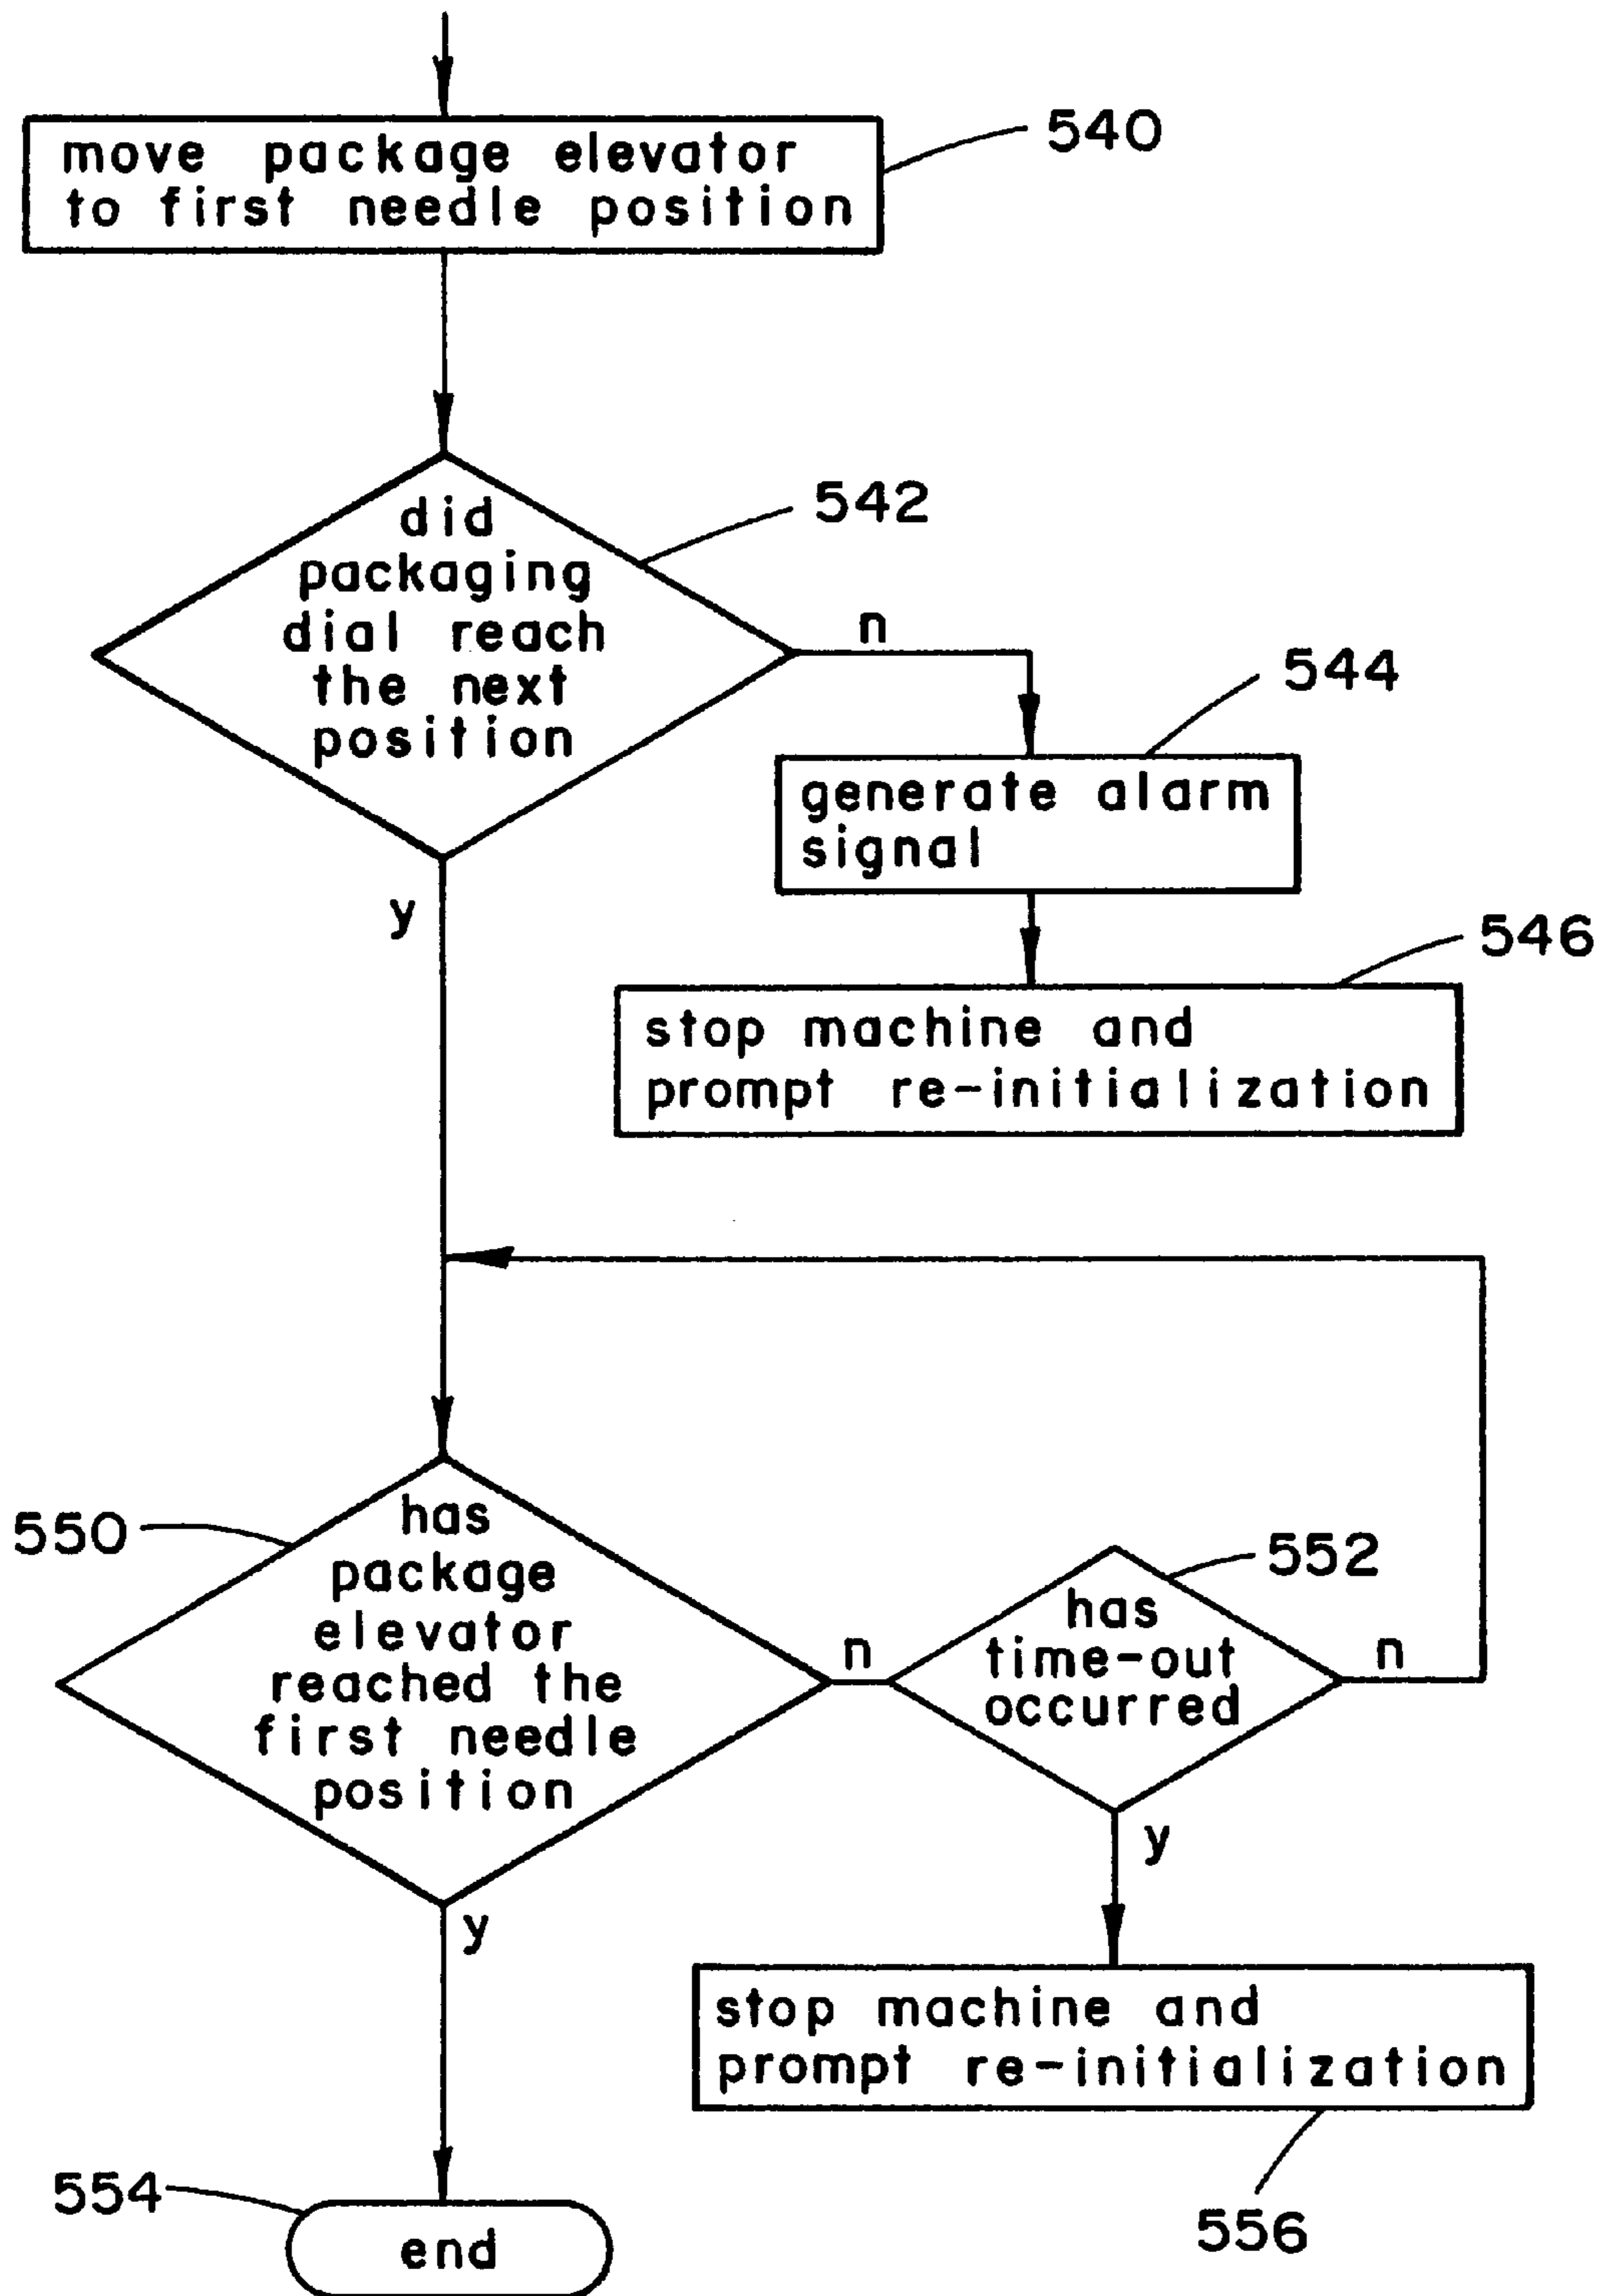 move package elevator
to first needle position
540
did
packaging
dial reach
the next
position
542
n
y
generate alarm
signal
544
stop machine and
prompt re-initialization
546
has
package
elevator
reached the
first needle
position
550
n
y
has
time-out
occurred
552
n
y
stop machine and
prompt re-initialization
556
end
554